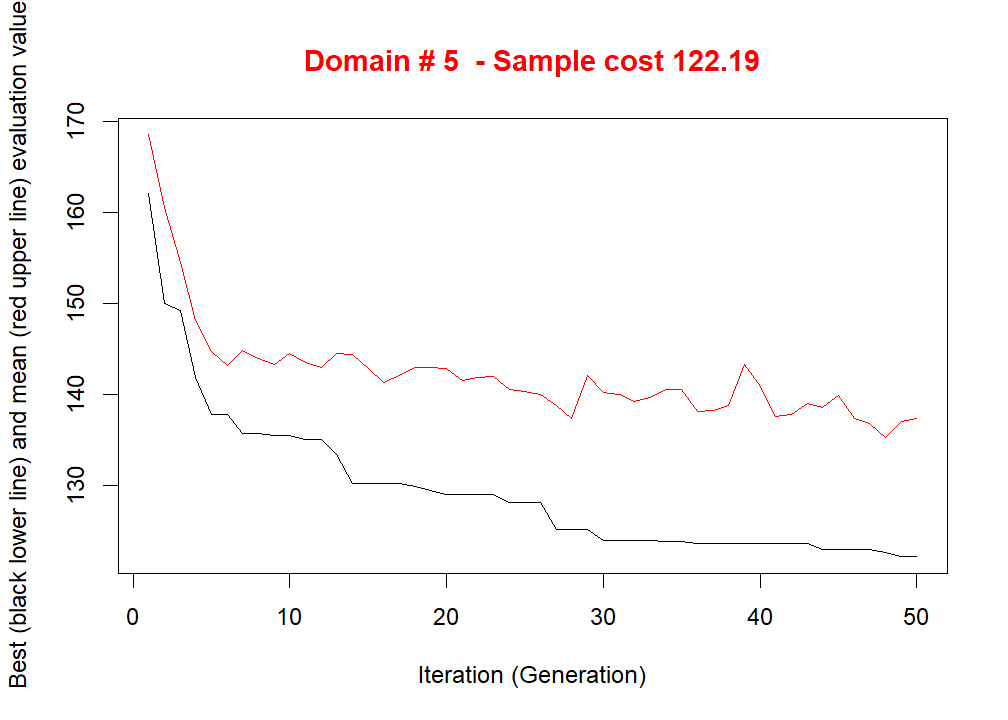 Domain # 5  - Sample cost 122.19
Best (black lower line) and mean (red upper line) evaluation value
170
160
150
140
130
0 10 20 30 40 50
Iteration (Generation)